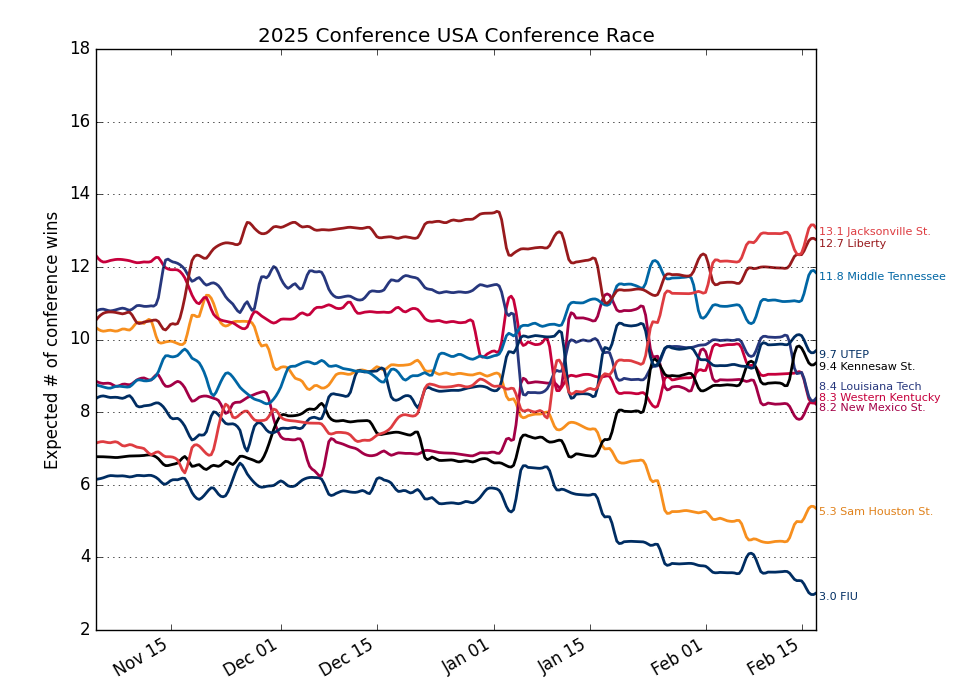 2025 Conference USA Conference Race
Expected # of conference wins
18
16
14
12
10
8
6
4
2
Nov 15
Dec 01
Dec 15
Jan 01
Jan 15
Feb 01
Feb 15
13.1 Jacksonville St.
12.7 Liberty
11.8 Middle Tennessee
9.7 UTEP
9.4 Kennesaw St.
8.4 Louisiana Tech
8.3 Western Kentucky
8.2 New Mexico St.
5.3 Sam Houston St.
3.0 FIU